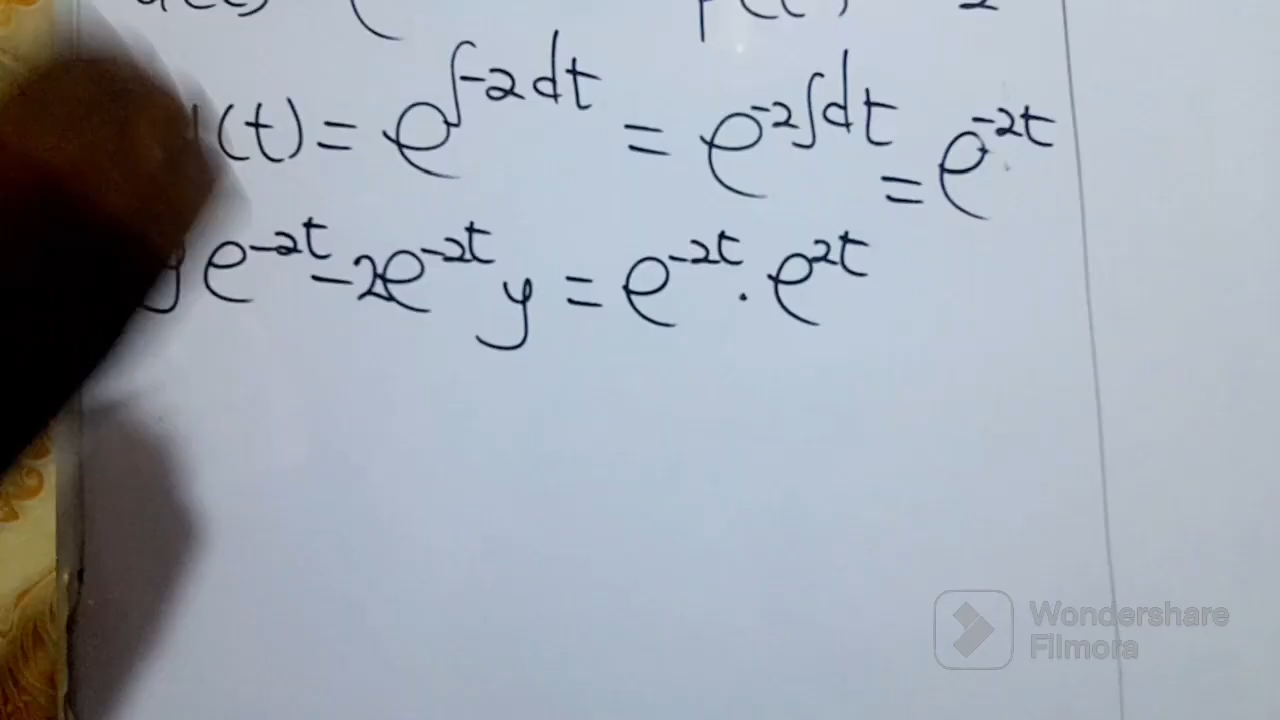 (t) = e^∫-2dt = e^-2∫dt = e^-2t
y e^-2t - 2e^-2t y = e^-2t . e^2t
Wondershare
Filmora